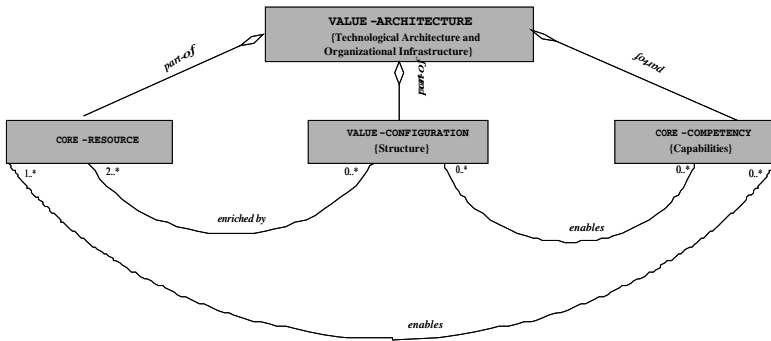 VALUE-ARCHITECTURE
{Technological Architecture and
Organizational Infrastructure}
part-of
part-of
part-of
CORE-RESOURCE
VALUE-CONFIGURATION
{Structure}
CORE-COMPETENCY
{Capabilities}
1..*
2..*
0..*
0..*
0..*
0..*
enriched by
enables
enables